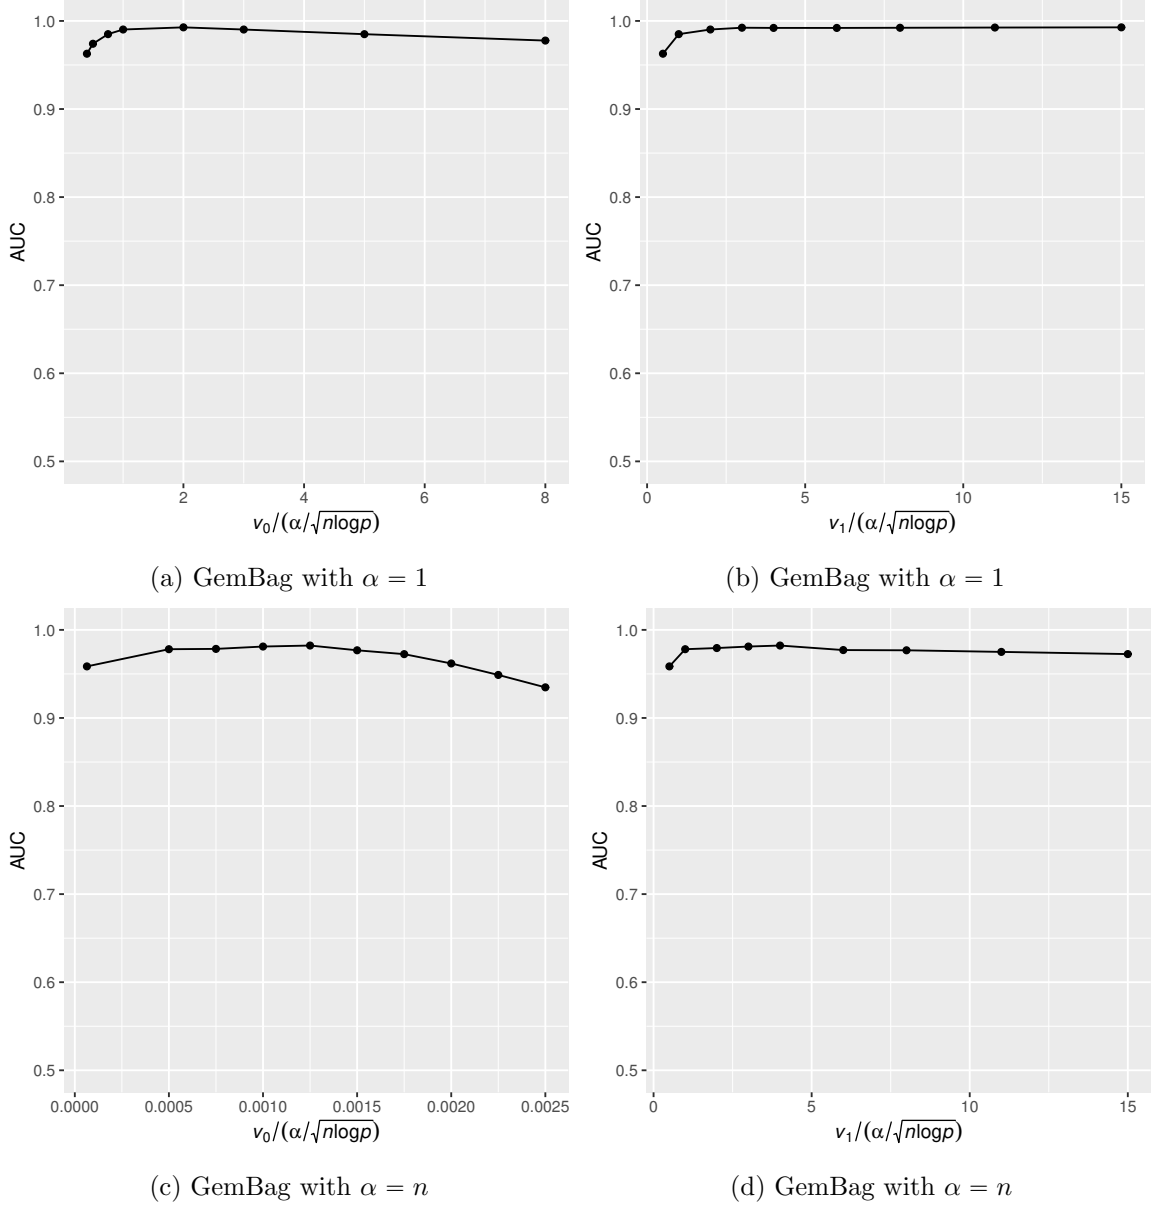 1.0
0.9
0.8
0.7
0.6
0.5
AUC
2 4 6 8
v₀/(α/√nlogp)
(a) GemBag with α = 1
1.0
0.9
0.8
0.7
0.6
0.5
AUC
0 5 10 15
v₁/(α/√nlogp)
(b) GemBag with α = 1
1.0
0.9
0.8
0.7
0.6
0.5
AUC
0.0000 0.0005 0.0010 0.0015 0.0020 0.0025
v₀/(α/√nlogp)
(c) GemBag with α = n
1.0
0.9
0.8
0.7
0.6
0.5
AUC
0 5 10 15
v₁/(α/√nlogp)
(d) GemBag with α = n